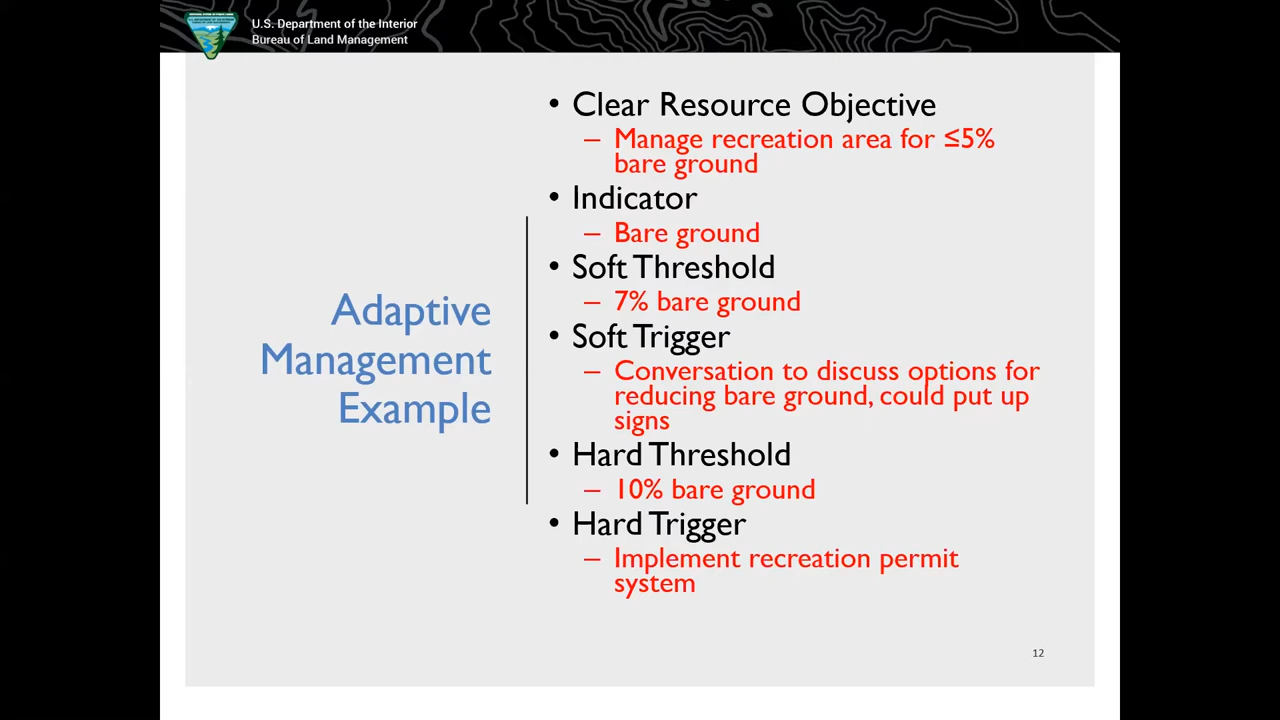 U.S. Department of the Interior
Bureau of Land Management
Adaptive
Management
Example
• Clear Resource Objective
– Manage recreation area for ≤5%
bare ground
• Indicator
– Bare ground
• Soft Threshold
– 7% bare ground
• Soft Trigger
– Conversation to discuss options for
reducing bare ground, could put up
signs
• Hard Threshold
– 10% bare ground
• Hard Trigger
– Implement recreation permit
system
12